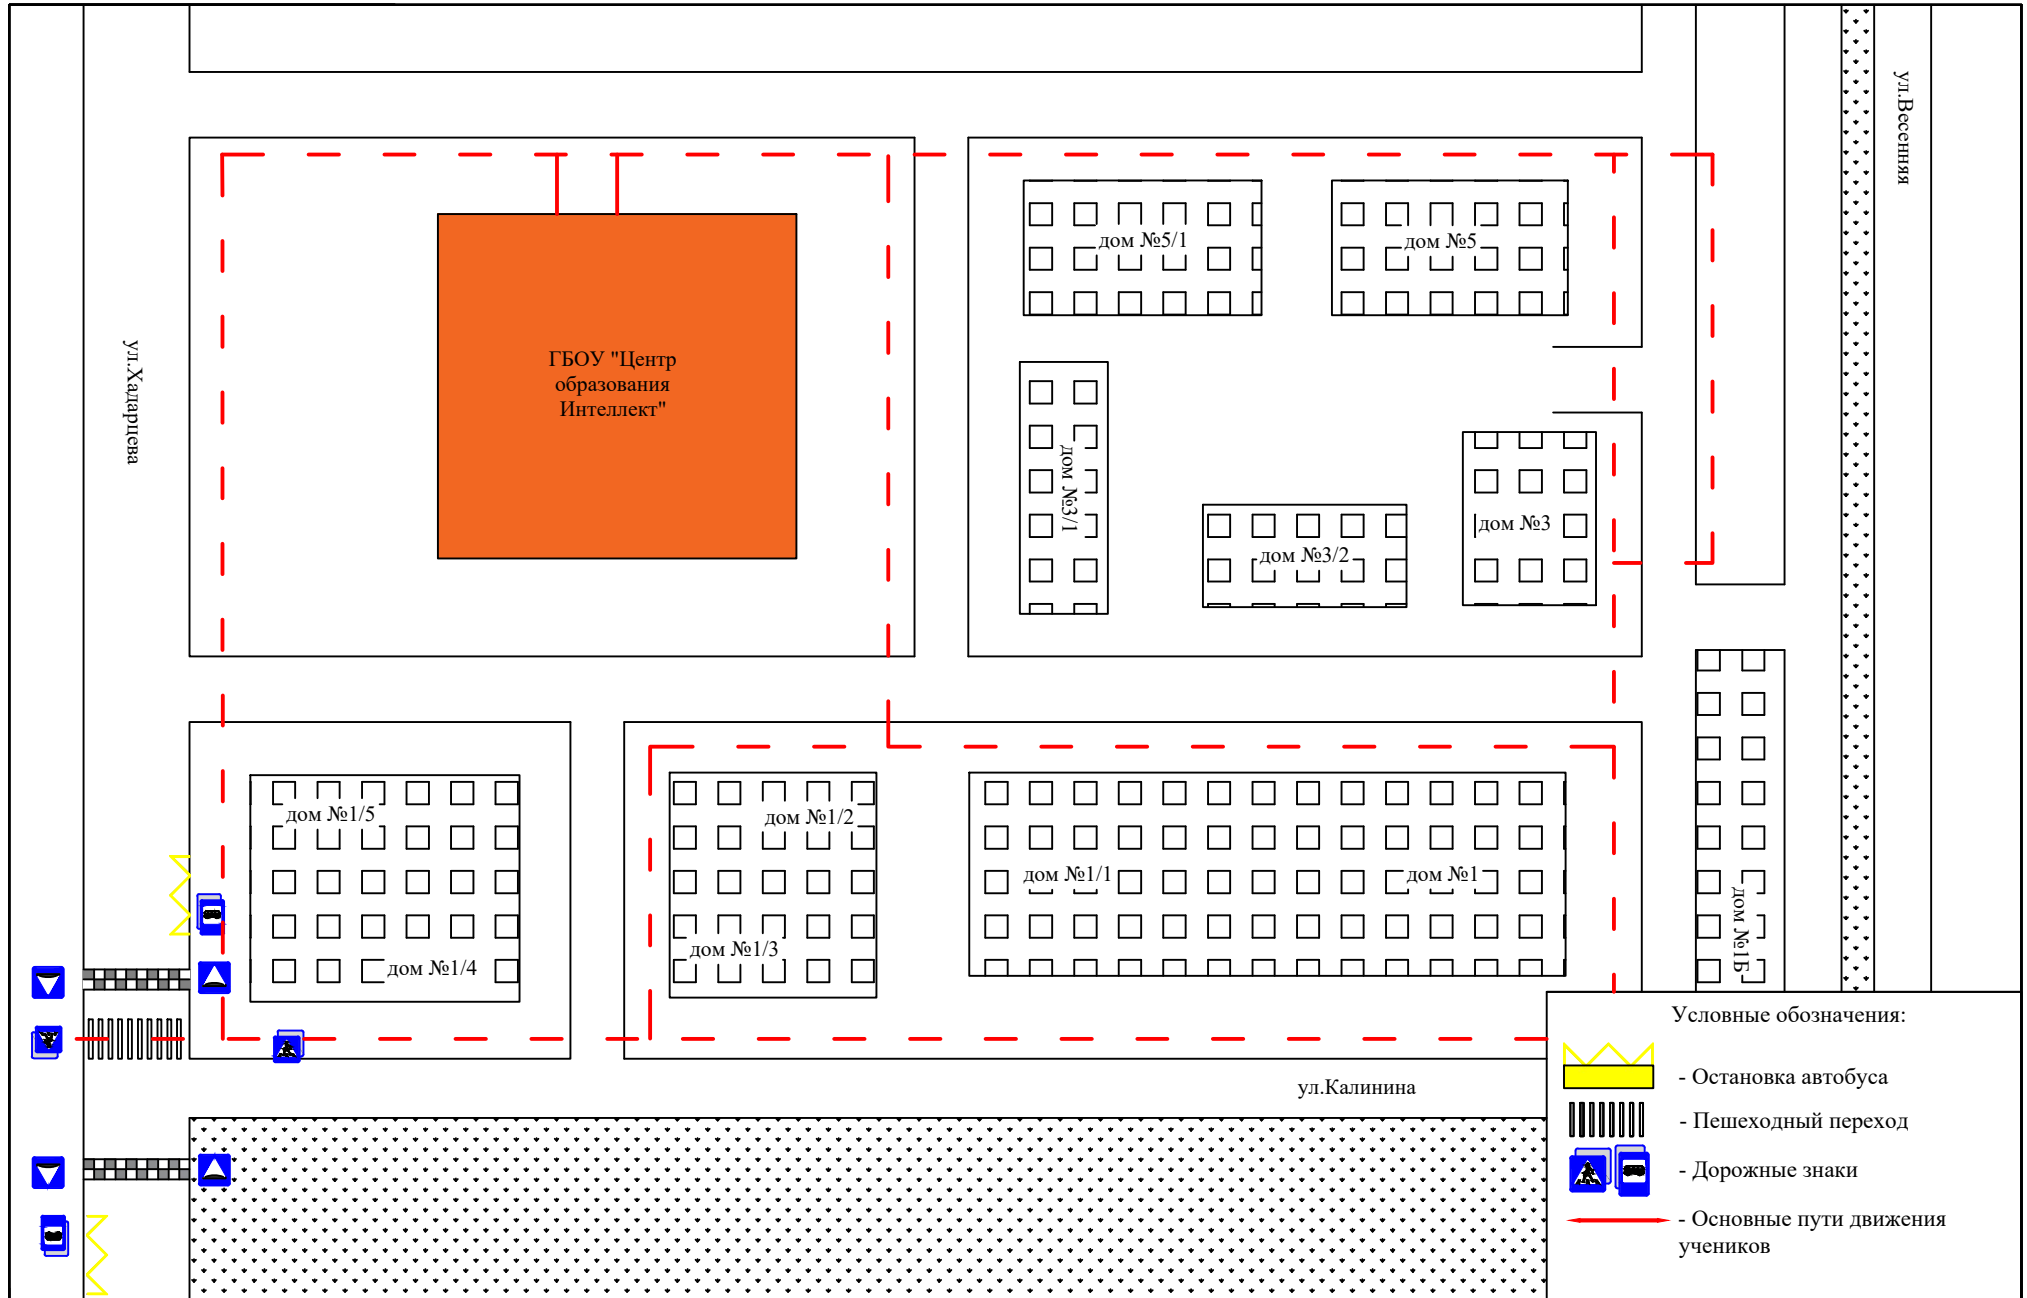 ул.Весенняя
дом №5/1
дом №5
ул.Хадарцева
ГБОУ "Центр
образования
Интеллект"
дом №3/1
дом №3/2
дом №3
дом №1/5
дом №1/2
дом №1/1
дом №1
дом №1/3
дом №1/4
дом №1Б
ул.Калинина
Условные обозначения:
- Остановка автобуса
- Пешеходный переход
- Дорожные знаки
- Основные пути движения
учеников